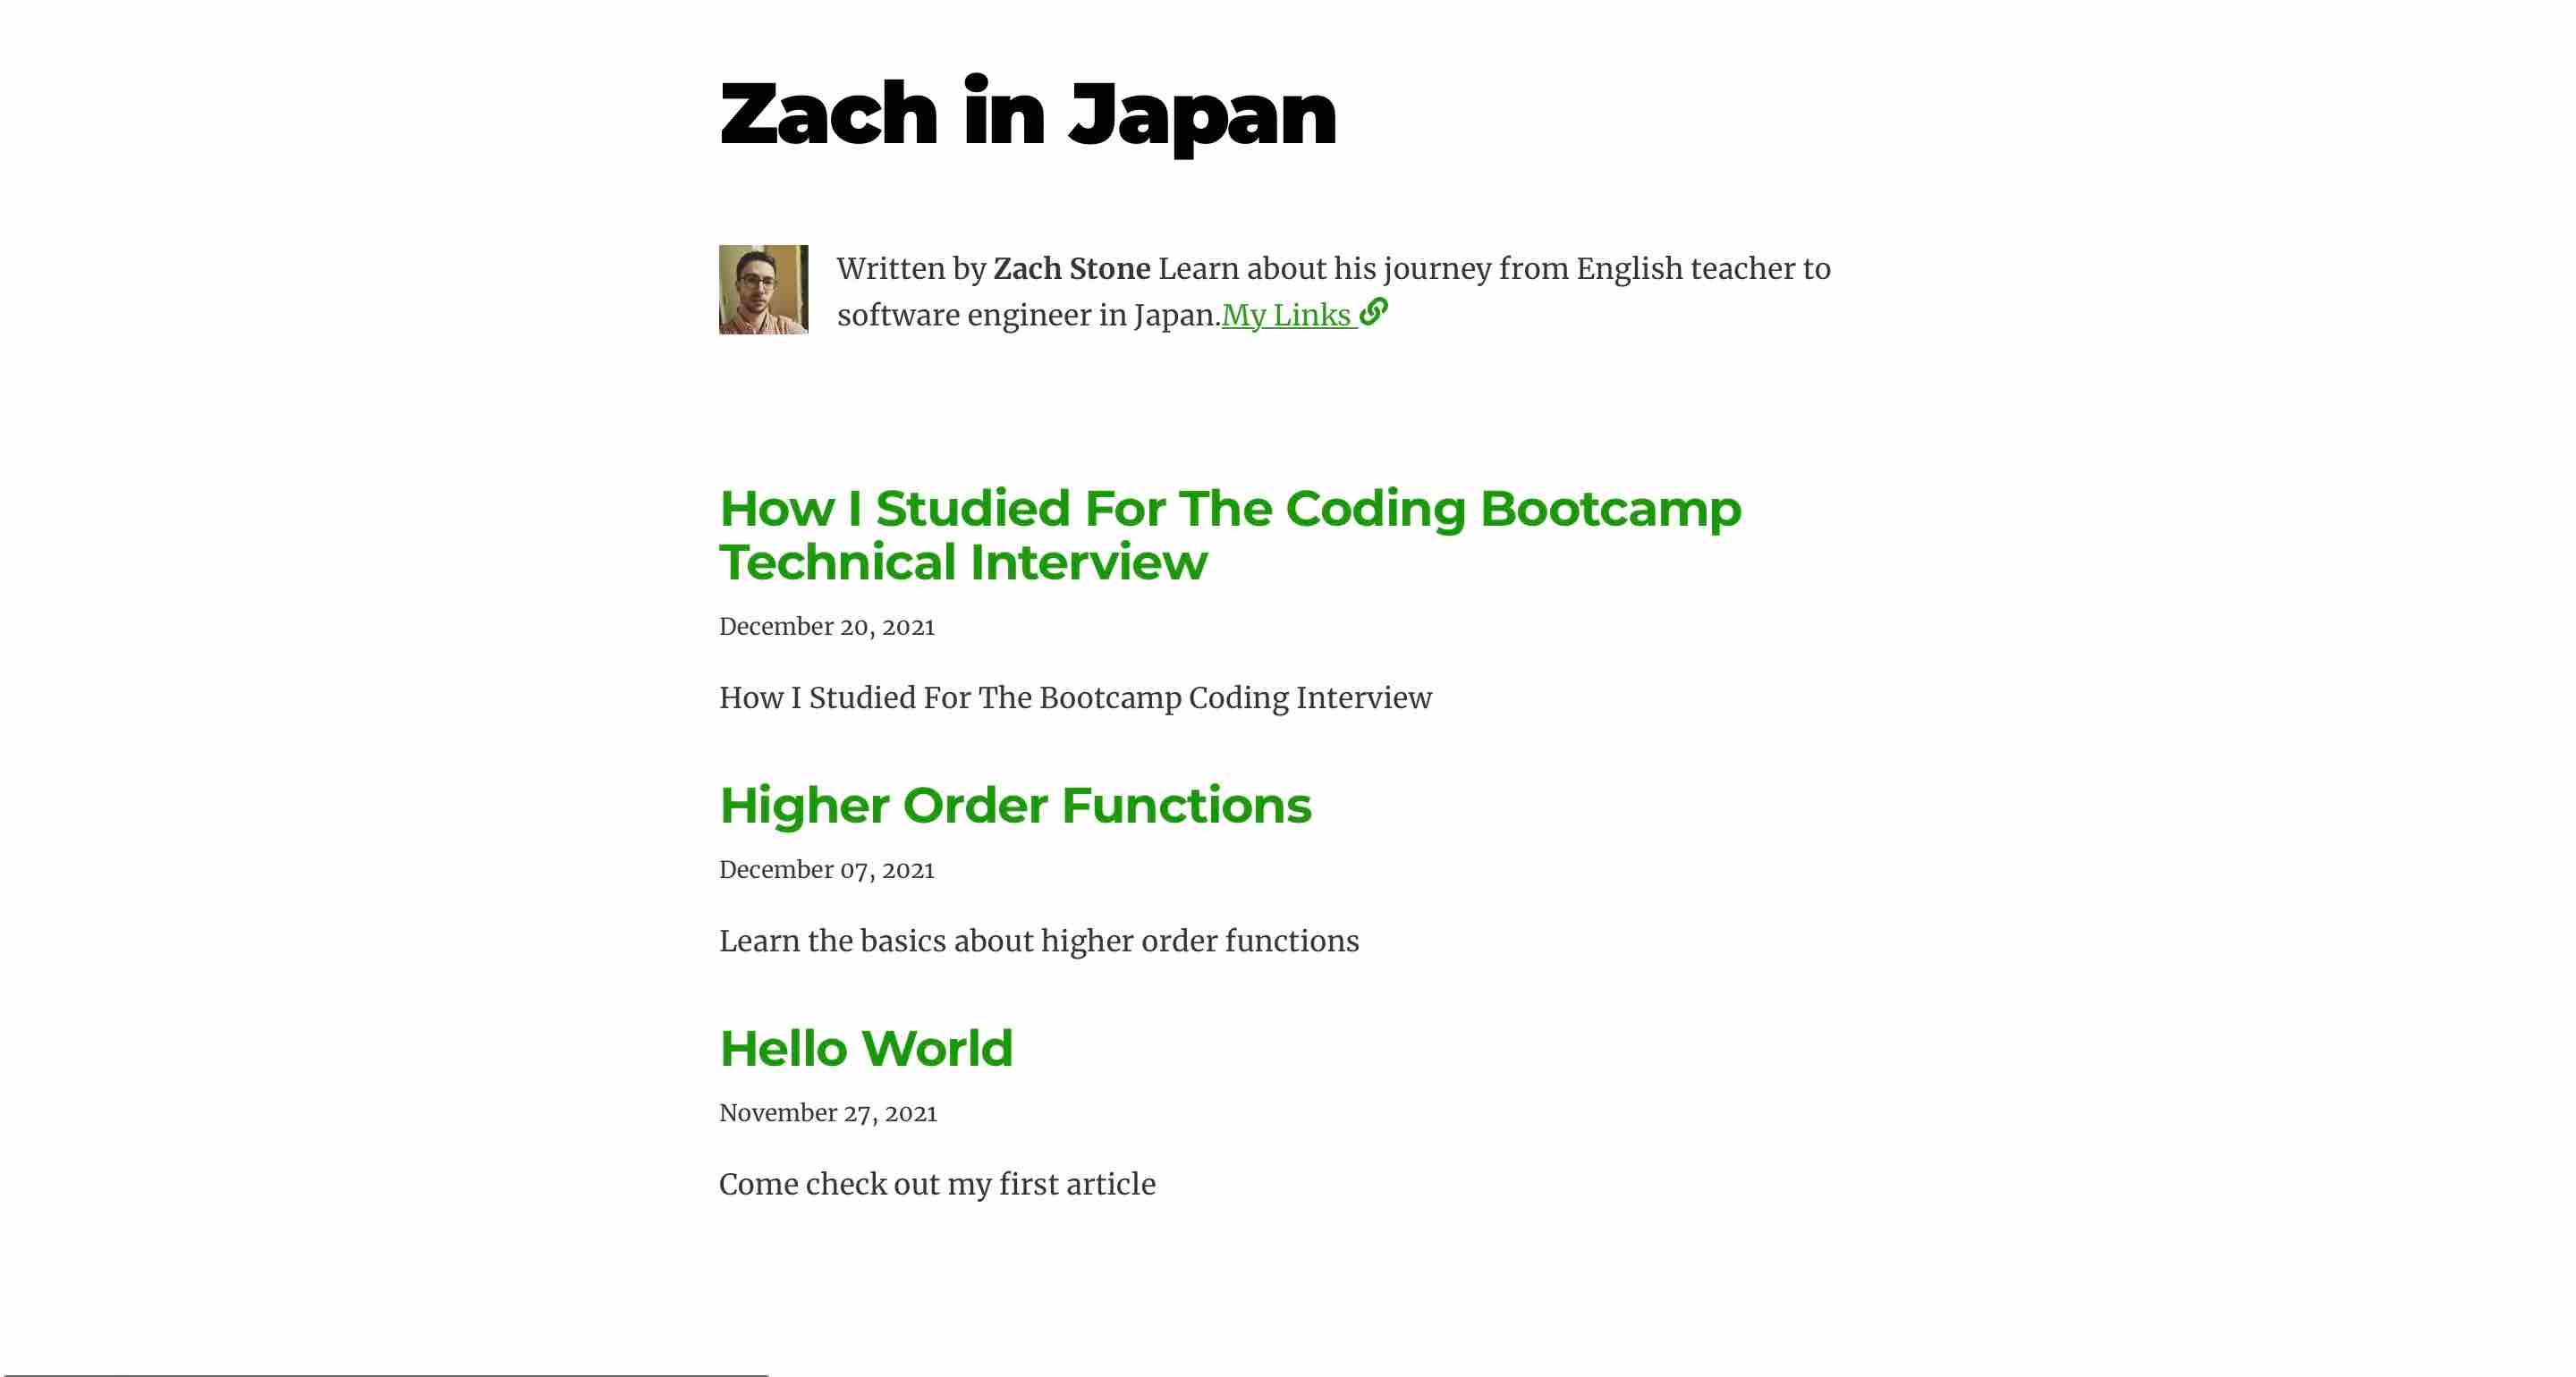 Zach in Japan
Written by Zach Stone Learn about his journey from English teacher to
software engineer in Japan.My Links
How I Studied For The Coding Bootcamp
Technical Interview
December 20, 2021
How I Studied For The Bootcamp Coding Interview
Higher Order Functions
December 07, 2021
Learn the basics about higher order functions
Hello World
November 27, 2021
Come check out my first article